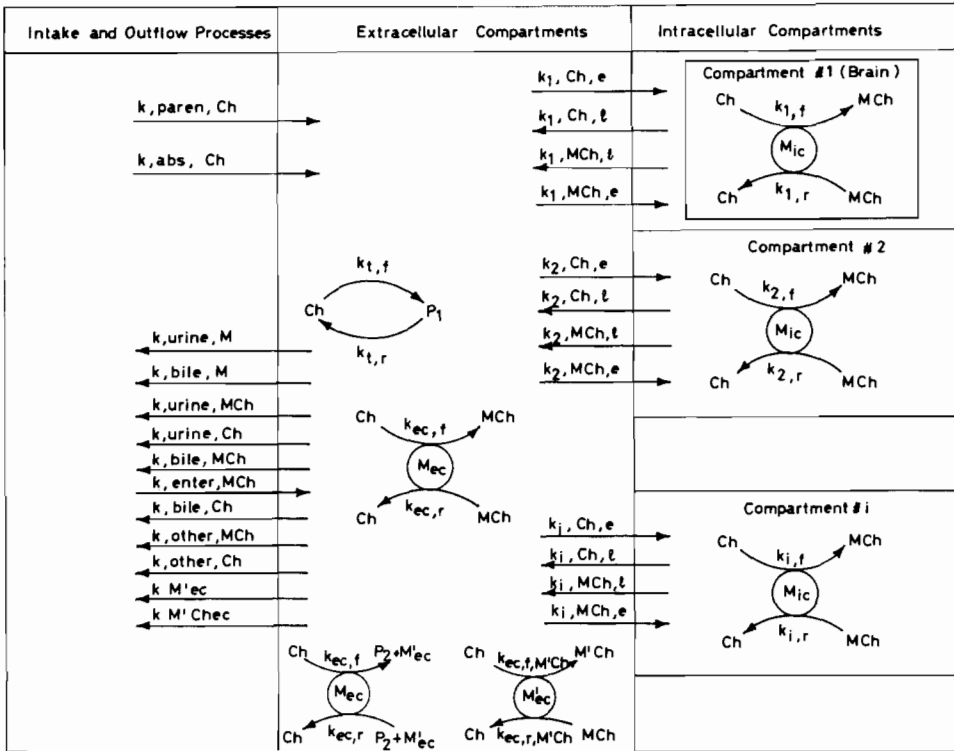 Intake and Outflow Processes
Extracellular Compartments
Intracellular Compartments
k, paren, Ch
k, abs, Ch
k1, Ch, e
k1, Ch, ℓ
k1, MCh, ℓ
k1, MCh, e
Compartment #1 (Brain)
Ch k1,f MCh
Mic
Ch k1,r MCh
kt,f
Ch P1
kt,r
k2, Ch, e
k2, Ch, ℓ
k2, MCh, ℓ
k2, MCh, e
Compartment #2
Ch k2,f MCh
Mic
Ch k2,r MCh
k,urine, M
k,bile, M
k,urine, MCh
k,urine, Ch
k, bile, MCh
k, enter, MCh
k, bile, Ch
k, other, MCh
k, other, Ch
k M'ec
k M'Chec
Ch kec,f MCh
Mec
Ch kec,r MCh
ki, Ch, e
ki, Ch, ℓ
ki, MCh, ℓ
ki, MCh, e
Compartment #i
Ch ki,f MCh
Mic
Ch ki,r MCh
Ch kec,f P2+M'ec
Mec
Ch kec,r P2+M'ec
Ch kec,f,M'Ch M'Ch
M'ec
Ch kec,r,M'Ch MCh